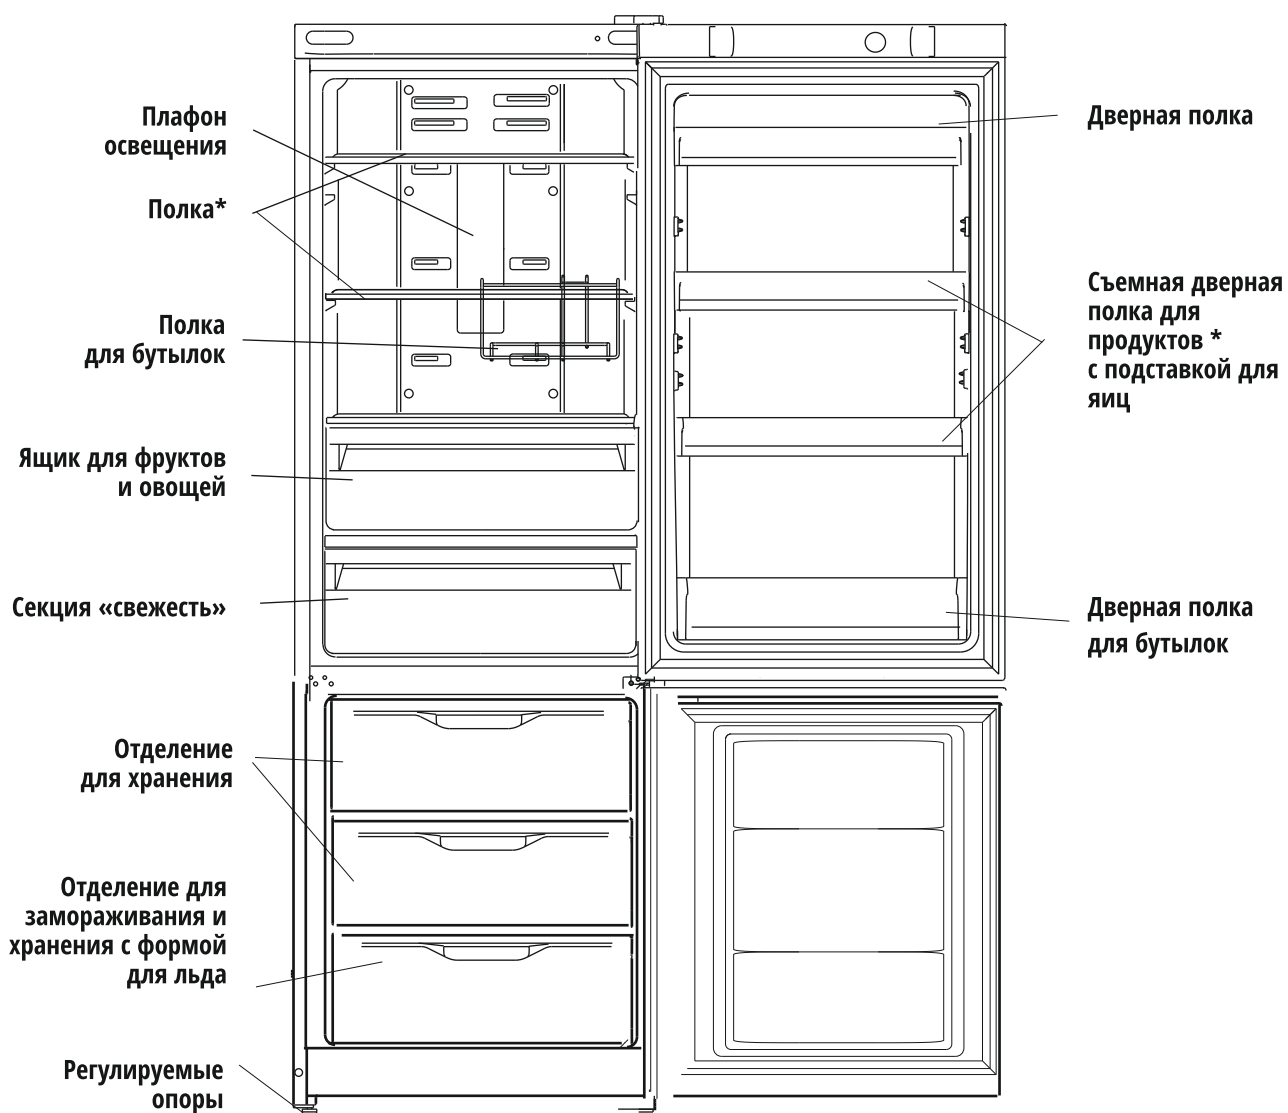 Плафон
освещения
Полка*
Полка
для бутылок
Ящик для фруктов
и овощей
Секция «свежесть»
Отделение
для хранения
Отделение для
замораживания и
хранения с формой
для льда
Регулируемые
опоры
Дверная полка
Съемная дверная
полка для
продуктов *
с подставкой для
яиц
Дверная полка
для бутылок